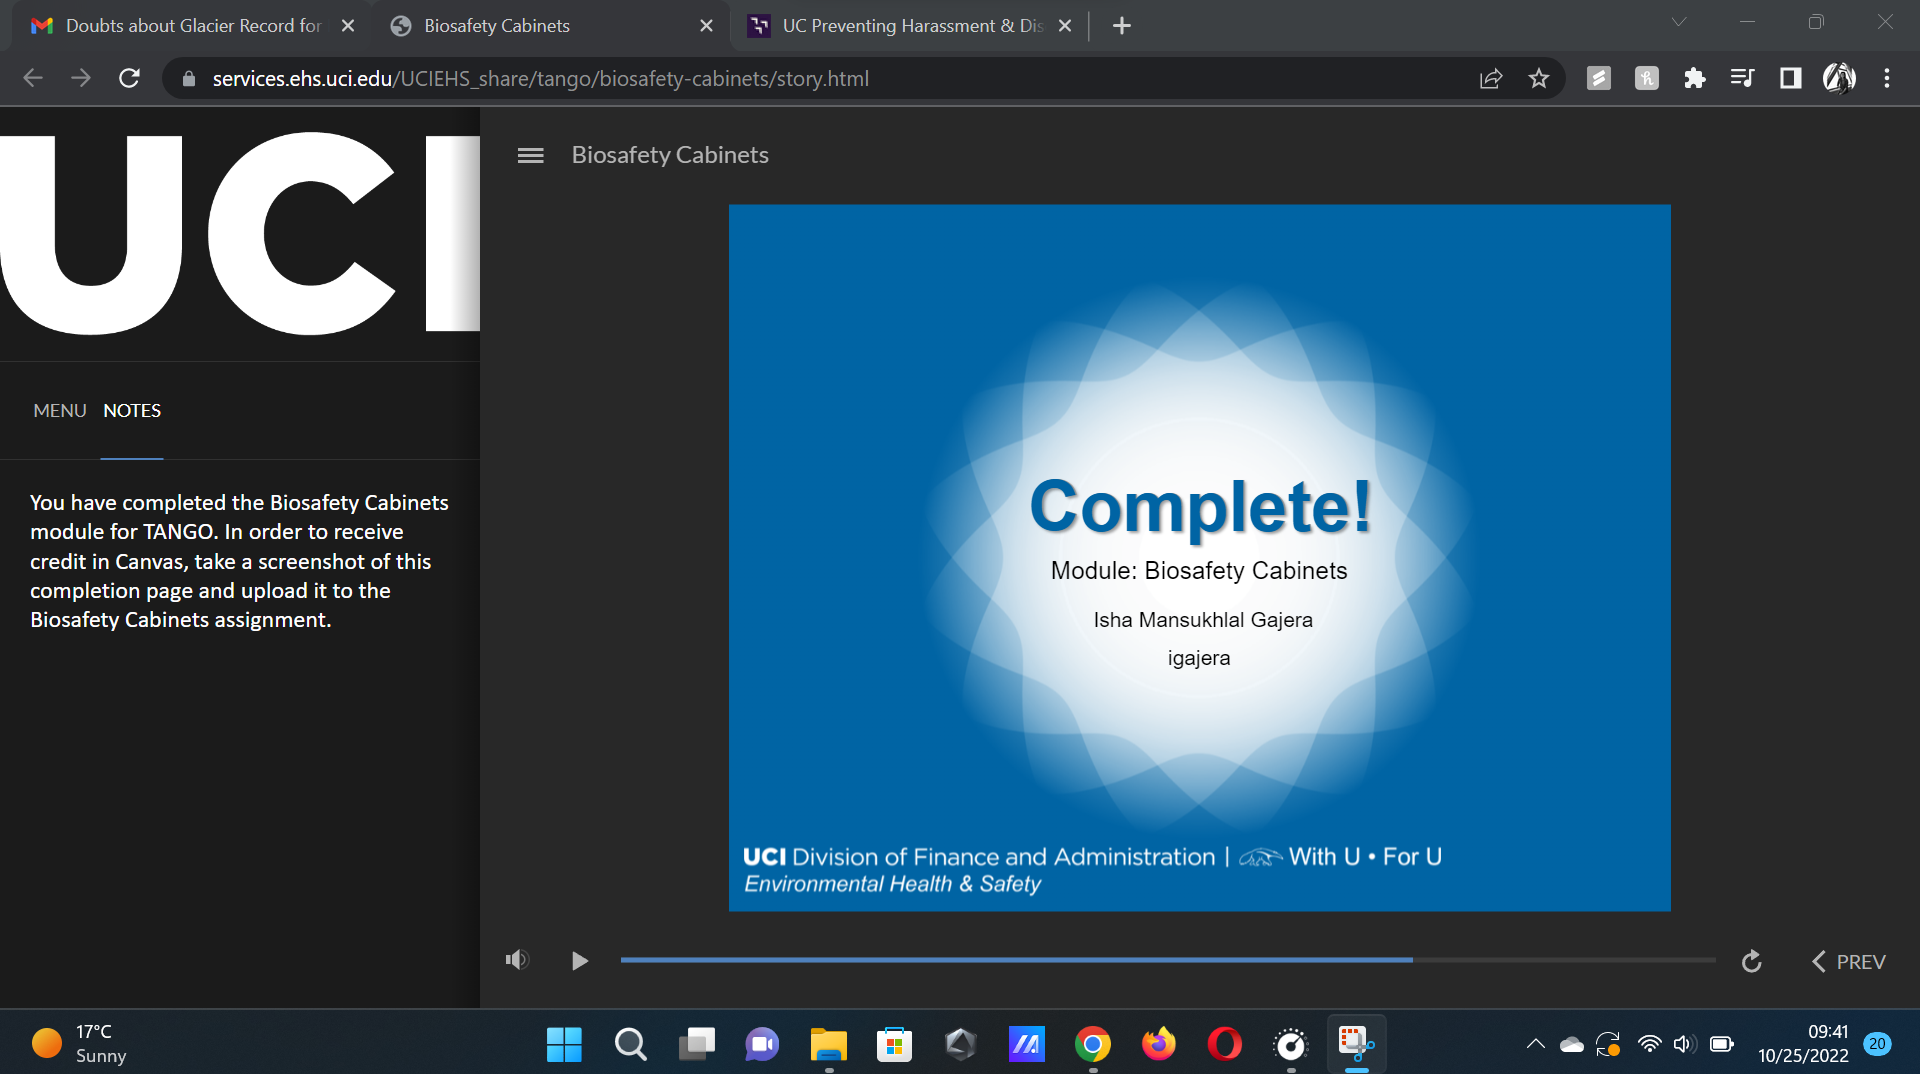 Doubts about Glacier Record for
Biosafety Cabinets
UC Preventing Harassment & Dis
services.ehs.uci.edu/UCIEHS_share/tango/biosafety-cabinets/story.html
UCI
MENU NOTES
You have completed the Biosafety Cabinets
module for TANGO. In order to receive
credit in Canvas, take a screenshot of this
completion page and upload it to the
Biosafety Cabinets assignment.
Biosafety Cabinets
Complete!
Module: Biosafety Cabinets
Isha Mansukhlal Gajera
igajera
UCI Division of Finance and Administration | With U • For U
Environmental Health & Safety
PREV
17°C
Sunny
09:41
10/25/2022
20